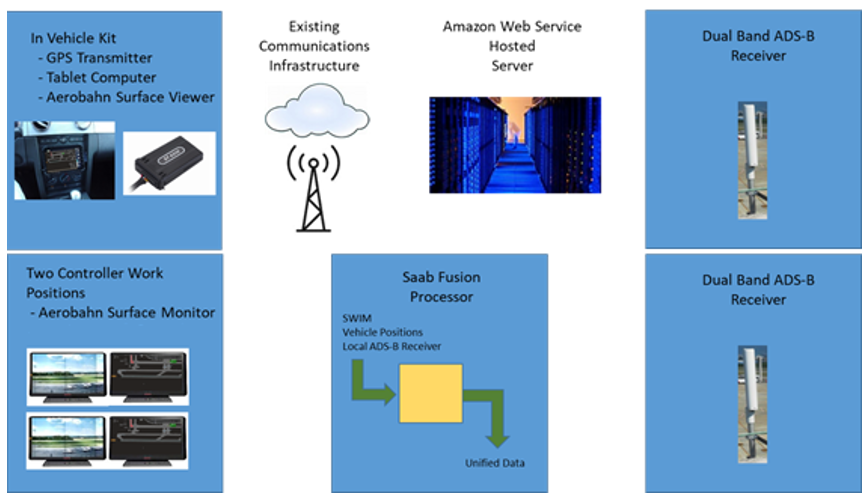 In Vehicle Kit
- GPS Transmitter
- Tablet Computer
- Aerobahn Surface Viewer
Existing
Communications
Infrastructure
Amazon Web Service
Hosted
Server
Dual Band ADS-B
Receiver
Two Controller Work
Positions
- Aerobahn Surface Monitor
Saab Fusion
Processor
SWIM
Vehicle Positions
Local ADS-B Receiver
Unified Data
Dual Band ADS-B
Receiver